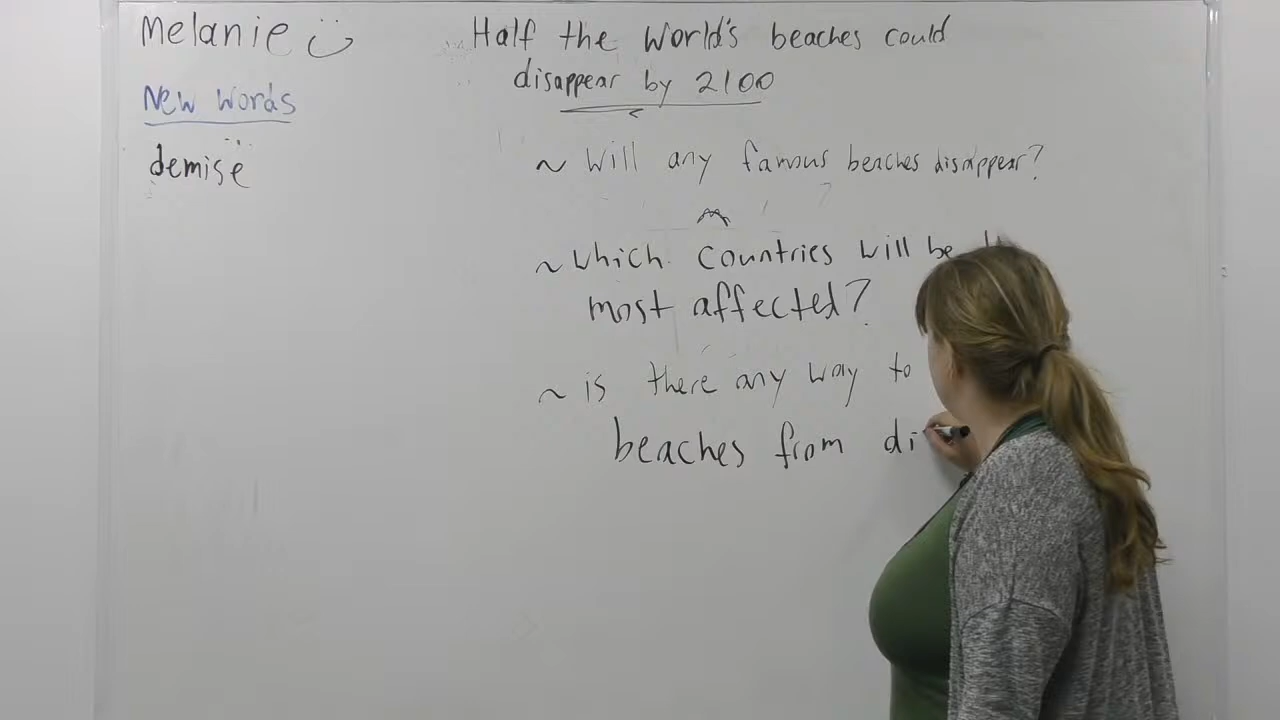 Melanie
New Words
demise
Half the World's beaches could
disappear by 2100
~ Will any famous beaches disappear?
~ Which countries will be
most affected?
~ is there any way to
beaches from di